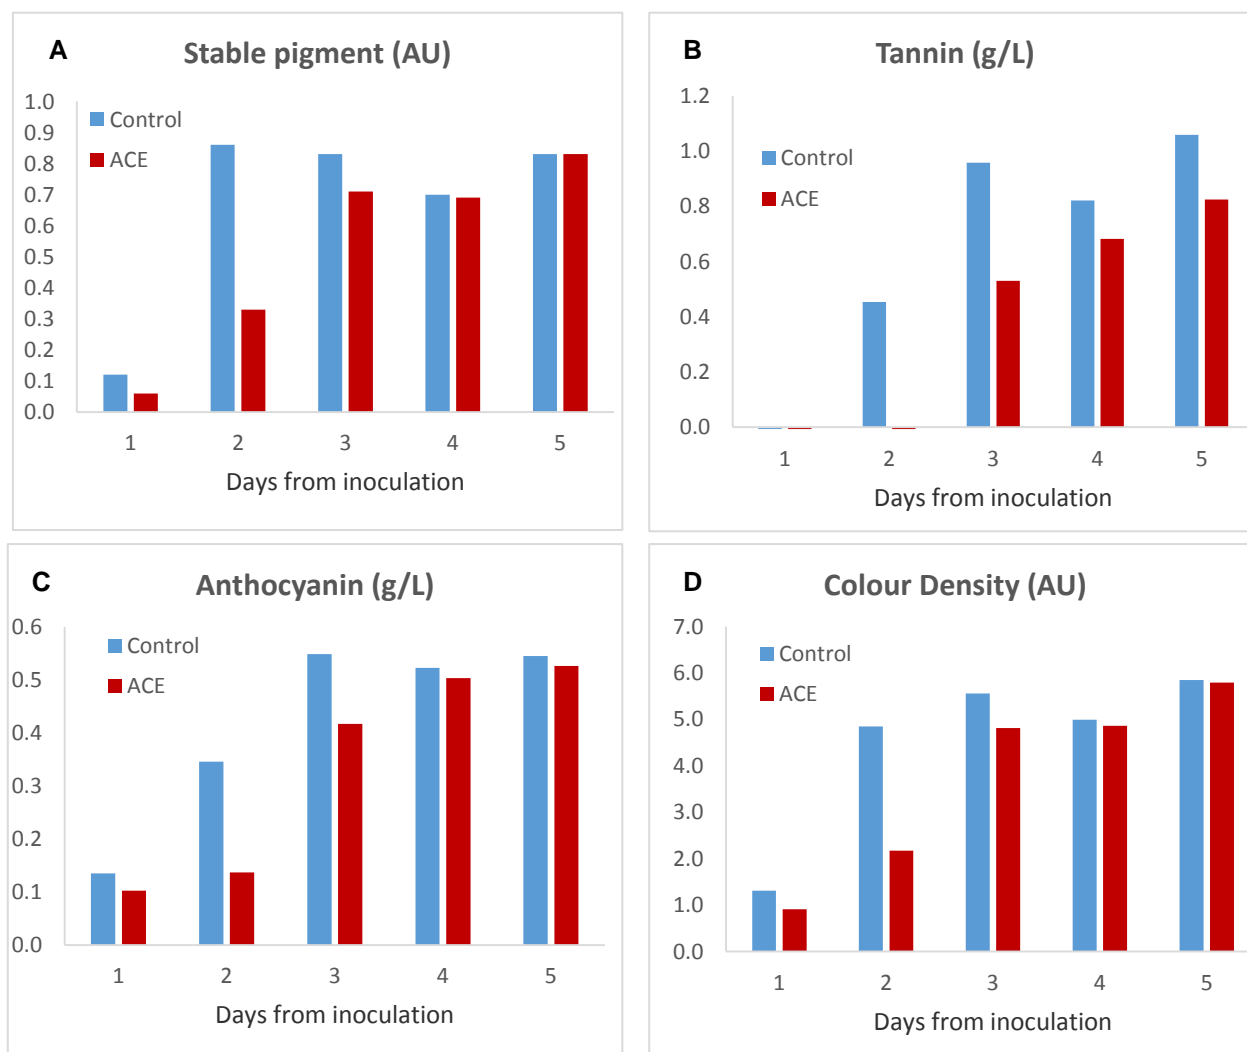 A
Stable pigment (AU)
1.0
0.9
0.8
0.7
0.6
0.5
0.4
0.3
0.2
0.1
0.0
Control
ACE
1 2 3 4 5
Days from inoculation
B
Tannin (g/L)
1.2
1.0
0.8
0.6
0.4
0.2
0.0
Control
ACE
1 2 3 4 5
Days from inoculation
C
Anthocyanin (g/L)
0.6
0.5
0.4
0.3
0.2
0.1
0.0
Control
ACE
1 2 3 4 5
Days from inoculation
D
Colour Density (AU)
7.0
6.0
5.0
4.0
3.0
2.0
1.0
0.0
Control
ACE
1 2 3 4 5
Days from inoculation